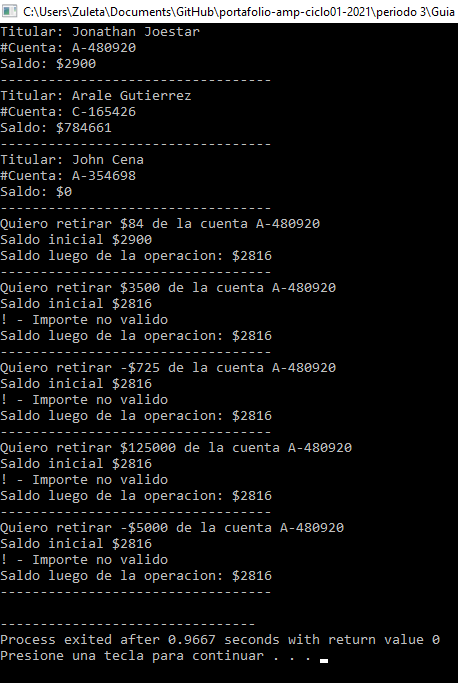 C:\Users\Zuleta\Documents\GitHub\portafolio-amp-ciclo01-2021\periodo 3\Guia
Titular: Jonathan Joestar
#Cuenta: A-480920
Saldo: $2900
----------------------------------
Titular: Arale Gutierrez
#Cuenta: C-165426
Saldo: $784661
----------------------------------
Titular: John Cena
#Cuenta: A-354698
Saldo: $0
----------------------------------
Quiero retirar $84 de la cuenta A-480920
Saldo inicial $2900
Saldo luego de la operacion: $2816
----------------------------------
Quiero retirar $3500 de la cuenta A-480920
Saldo inicial $2816
! - Importe no valido
Saldo luego de la operacion: $2816
----------------------------------
Quiero retirar -$725 de la cuenta A-480920
Saldo inicial $2816
! - Importe no valido
Saldo luego de la operacion: $2816
----------------------------------
Quiero retirar $125000 de la cuenta A-480920
Saldo inicial $2816
! - Importe no valido
Saldo luego de la operacion: $2816
----------------------------------
Quiero retirar -$5000 de la cuenta A-480920
Saldo inicial $2816
! - Importe no valido
Saldo luego de la operacion: $2816
----------------------------------
--------------------------------
Process exited after 0.9667 seconds with return value 0
Presione una tecla para continuar . . .